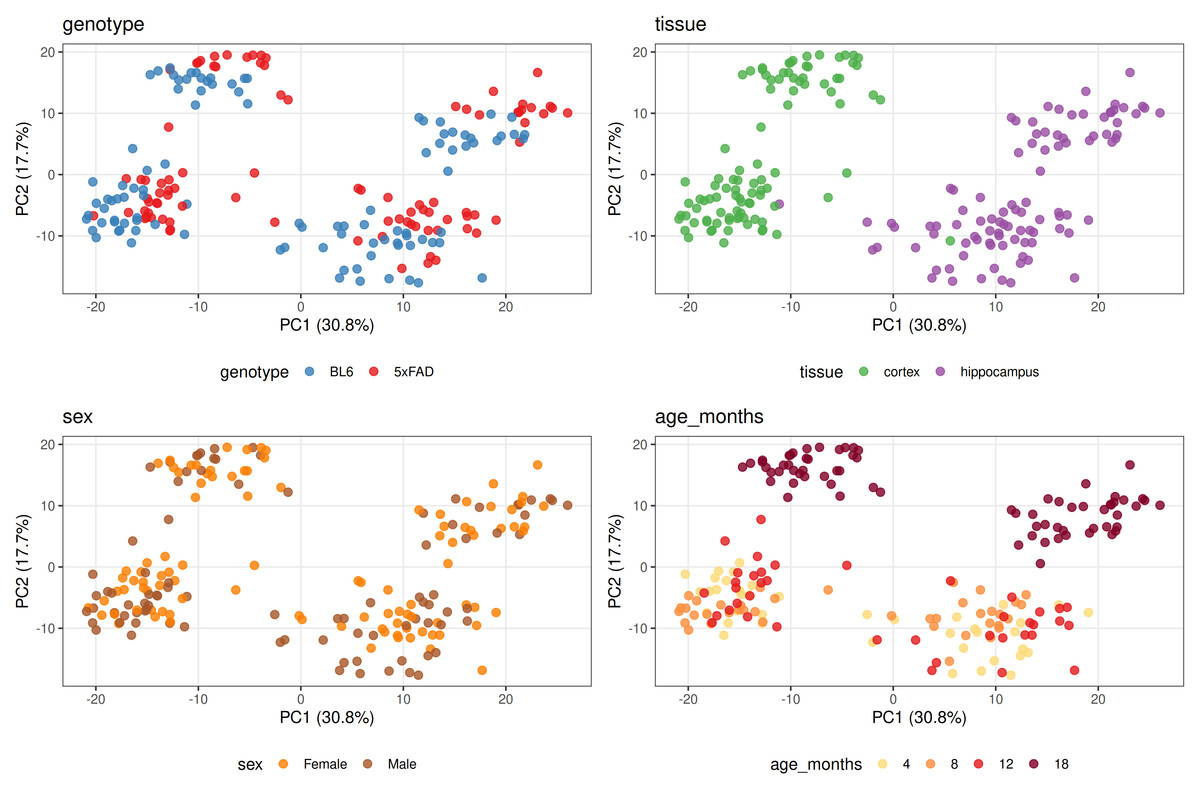 genotype
tissue
20
10
0
-10
PC2 (17.7%)
-20
-10
0
10
20
PC1 (30.8%)
genotype BL6 5xFAD
20
10
0
-10
PC2 (17.7%)
-20
-10
0
10
20
PC1 (30.8%)
tissue cortex hippocampus
sex
age_months
20
10
0
-10
PC2 (17.7%)
-20
-10
0
10
20
PC1 (30.8%)
sex Female Male
20
10
0
-10
PC2 (17.7%)
-20
-10
0
10
20
PC1 (30.8%)
age_months 4 8 12 18